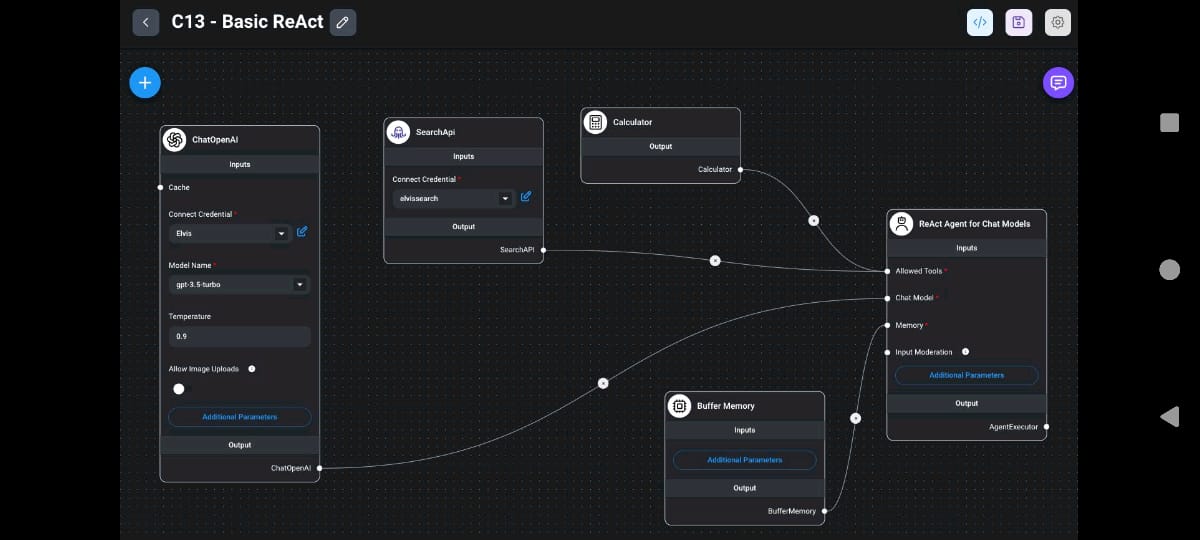 C13 - Basic ReAct
</>
ChatOpenAI
Inputs
Cache
Connect Credential *
Elvis
Model Name *
gpt-3.5-turbo
Temperature
0.9
Allow Image Uploads
Additional Parameters
Output
ChatOpenAI
SearchApi
Inputs
Connect Credential *
elvissearch
Output
SearchAPI
Calculator
Output
Calculator
Buffer Memory
Inputs
Additional Parameters
Output
BufferMemory
ReAct Agent for Chat Models
Inputs
Allowed Tools *
Chat Model *
Memory *
Input Moderation
Additional Parameters
Output
AgentExecutor